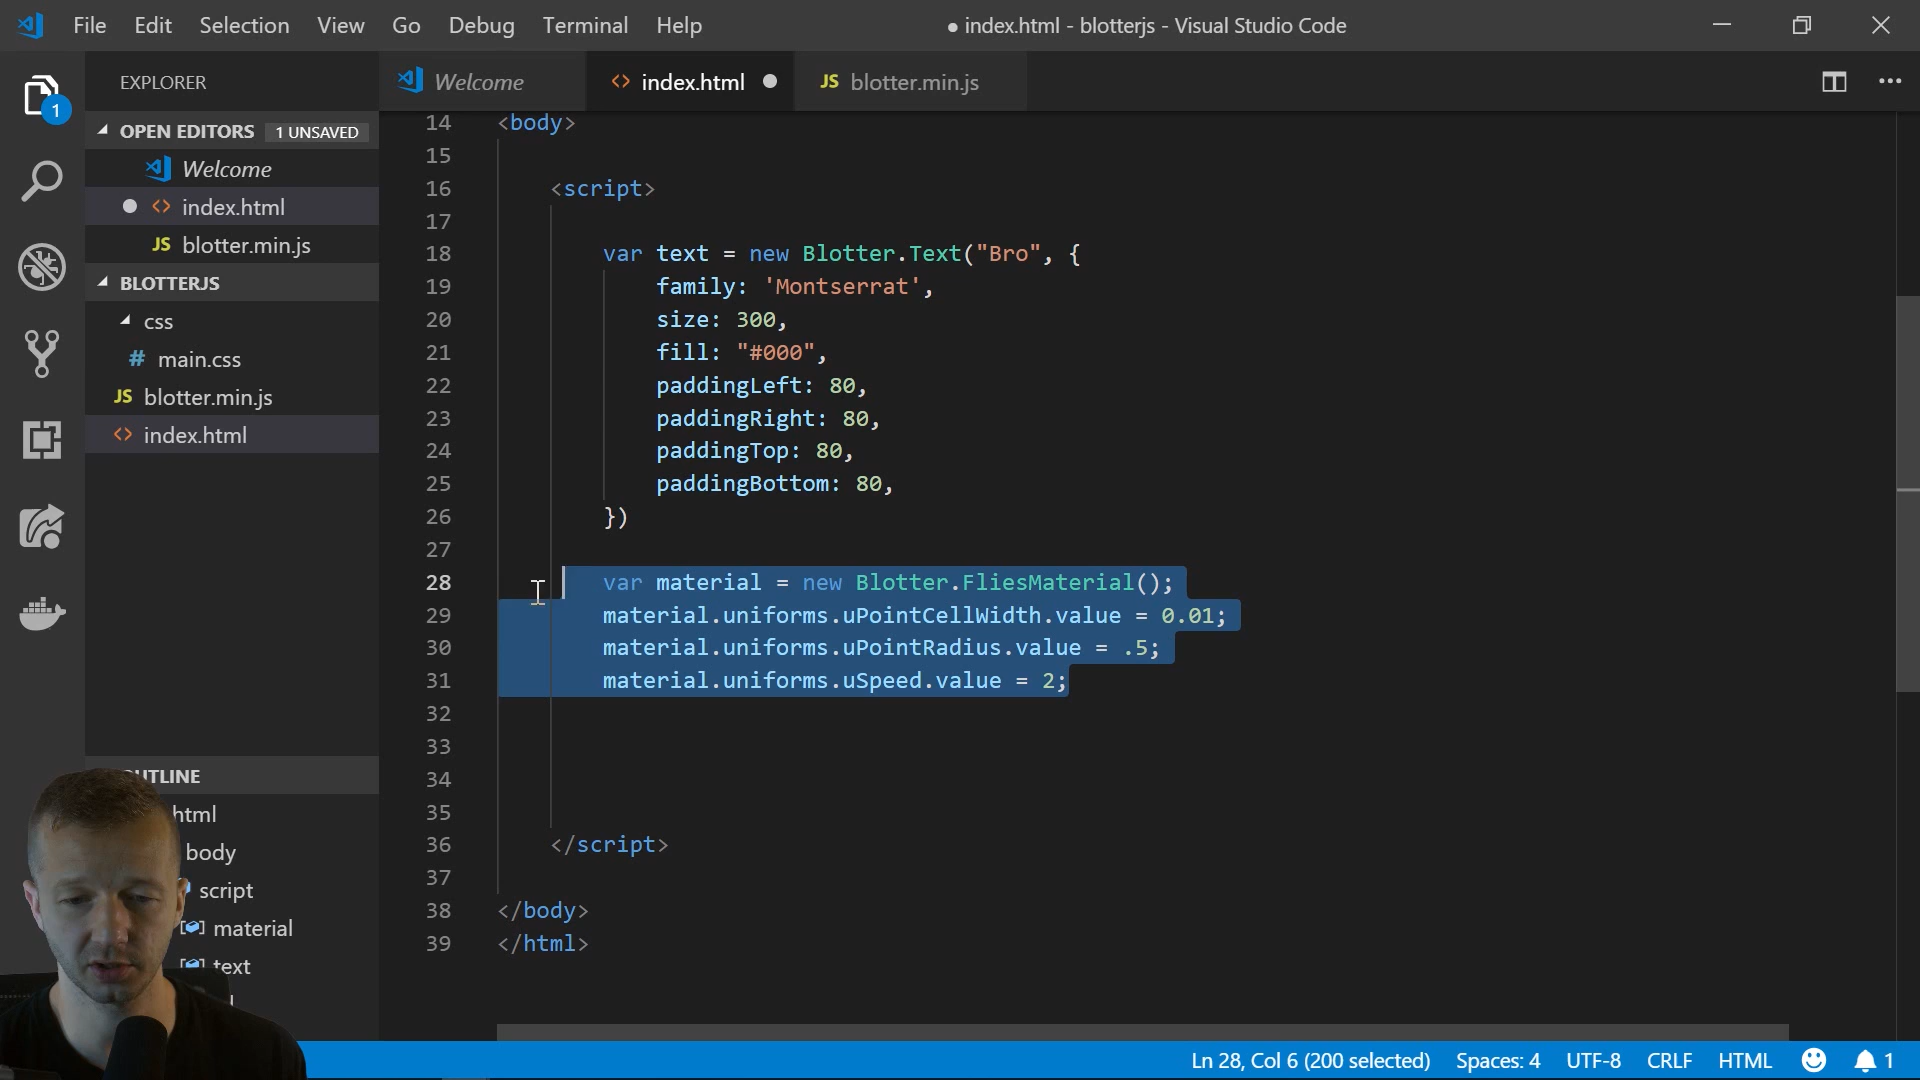 File Edit Selection View Go Debug Terminal Help
● index.html - blotterjs - Visual Studio Code
EXPLORER
Welcome
<> index.html ●
JS blotter.min.js
1
OPEN EDITORS 1 UNSAVED
Welcome
● <> index.html
JS blotter.min.js
BLOTTERJS
css
# main.css
JS blotter.min.js
<> index.html
OUTLINE
html
body
script
material
text
14 <body>
15
16 <script>
17
18 var text = new Blotter.Text("Bro", {
19 family: 'Montserrat',
20 size: 300,
21 fill: "#000",
22 paddingLeft: 80,
23 paddingRight: 80,
24 paddingTop: 80,
25 paddingBottom: 80,
26 })
27
28 var material = new Blotter.FliesMaterial();
29 material.uniforms.uPointCellWidth.value = 0.01;
30 material.uniforms.uPointRadius.value = .5;
31 material.uniforms.uSpeed.value = 2;
32
33
34
35
36 </script>
37
38 </body>
39 </html>
Ln 28, Col 6 (200 selected) Spaces: 4 UTF-8 CRLF HTML 1